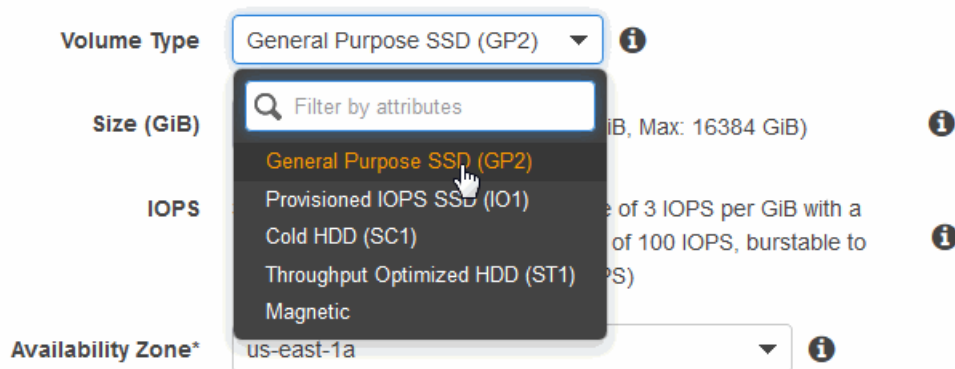 Volume Type General Purpose SSD (GP2)
Filter by attributes
Size (GiB) iB, Max: 16384 GiB)
General Purpose SSD (GP2)
Provisioned IOPS SSD (IO1)
IOPS of 3 IOPS per GiB with a
Cold HDD (SC1) of 100 IOPS, burstable to
Throughput Optimized HDD (ST1) PS)
Magnetic
Availability Zone* us-east-1a